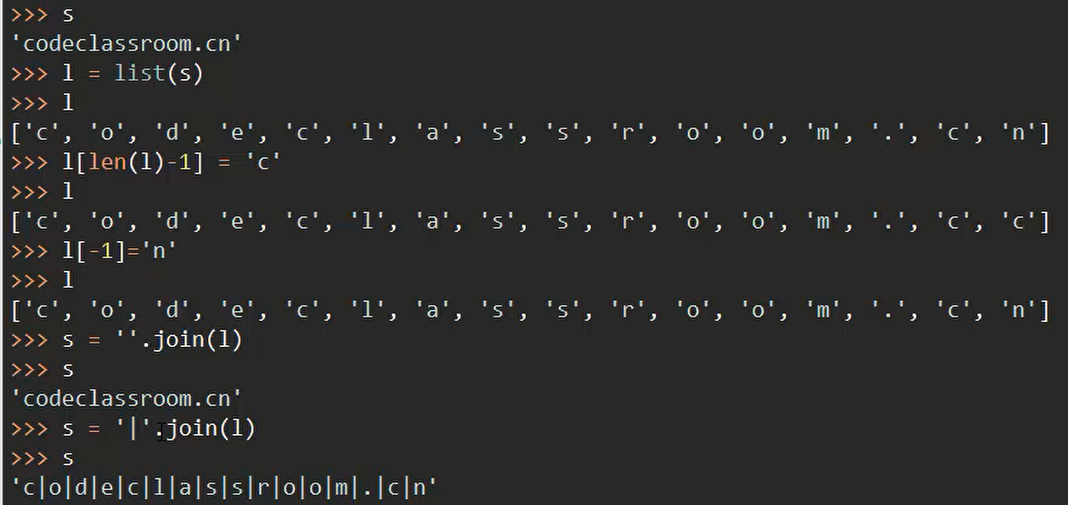 >>> s
'codeclassroom.cn'
>>> l = list(s)
>>> l
['c', 'o', 'd', 'e', 'c', 'l', 'a', 's', 's', 'r', 'o', 'o', 'm', '.', 'c', 'n']
>>> l[len(l)-1] = 'c'
>>> l
['c', 'o', 'd', 'e', 'c', 'l', 'a', 's', 's', 'r', 'o', 'o', 'm', '.', 'c', 'c']
>>> l[-1]='n'
>>> l
['c', 'o', 'd', 'e', 'c', 'l', 'a', 's', 's', 'r', 'o', 'o', 'm', '.', 'c', 'n']
>>> s = ''.join(l)
>>> s
'codeclassroom.cn'
>>> s = '|'.join(l)
>>> s
'c|o|d|e|c|l|a|s|s|r|o|o|m|.|c|n'